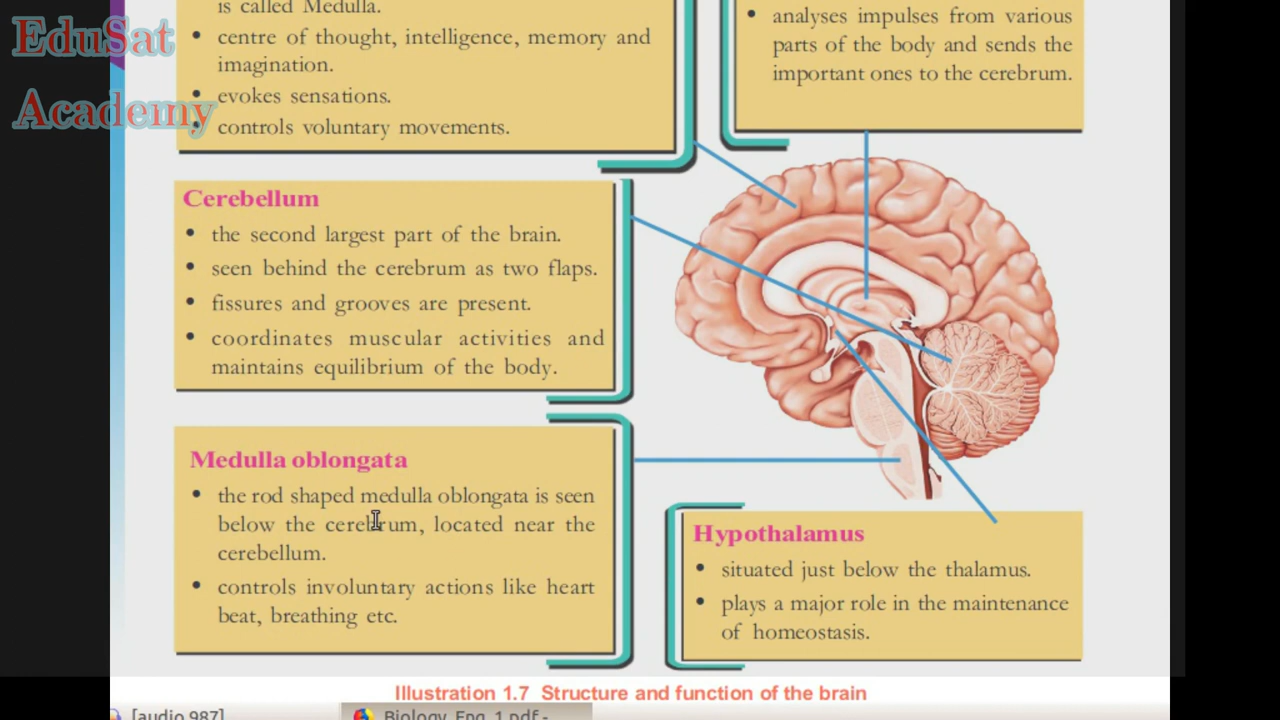 EduSat
Academy
is called Medulla.
• centre of thought, intelligence, memory and
imagination.
• evokes sensations.
• controls voluntary movements.
• analyses impulses from various
parts of the body and sends the
important ones to the cerebrum.
Cerebellum
• the second largest part of the brain.
• seen behind the cerebrum as two flaps.
• fissures and grooves are present.
• coordinates muscular activities and
maintains equilibrium of the body.
Medulla oblongata
• the rod shaped medulla oblongata is seen
below the cerebrum, located near the
cerebellum.
• controls involuntary actions like heart
beat, breathing etc.
Hypothalamus
• situated just below the thalamus.
• plays a major role in the maintenance
of homeostasis.
Illustration 1.7 Structure and function of the brain
[audio 987]
Biology_Eng_1.pdf -